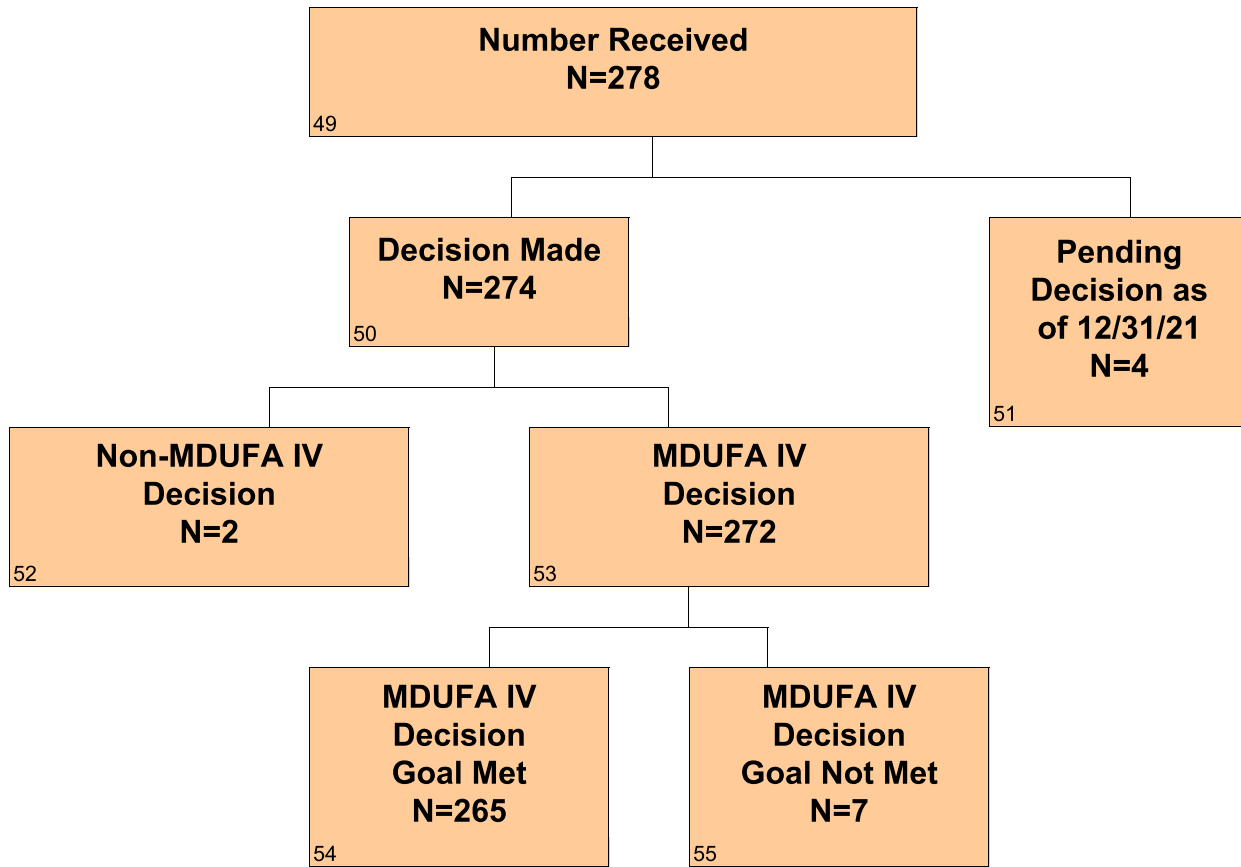 Number Received
N=278
49
Decision Made
N=274
50
Pending
Decision as
of 12/31/21
N=4
51
Non-MDUFA IV
Decision
N=2
52
MDUFA IV
Decision
N=272
53
MDUFA IV
Decision
Goal Met
N=265
54
MDUFA IV
Decision
Goal Not Met
N=7
55